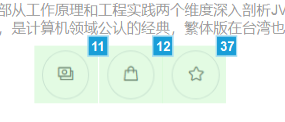 部从工作原理和工程实践两个维度深入剖析JV
，是计算机领域公认的经典，繁体版在台湾也
11 12 37